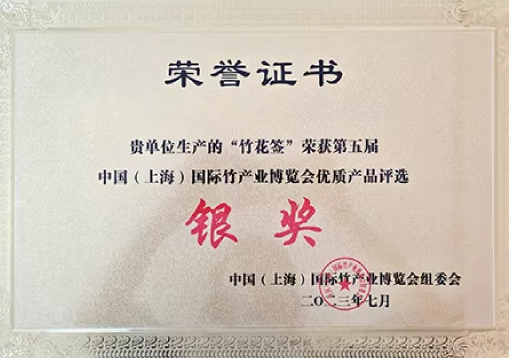 荣誉证书
贵单位生产的“竹花签”荣获第五届
中国（上海）国际竹产业博览会优质产品评选
银奖
中国（上海）国际竹产业博览会组委会
二〇二三年七月